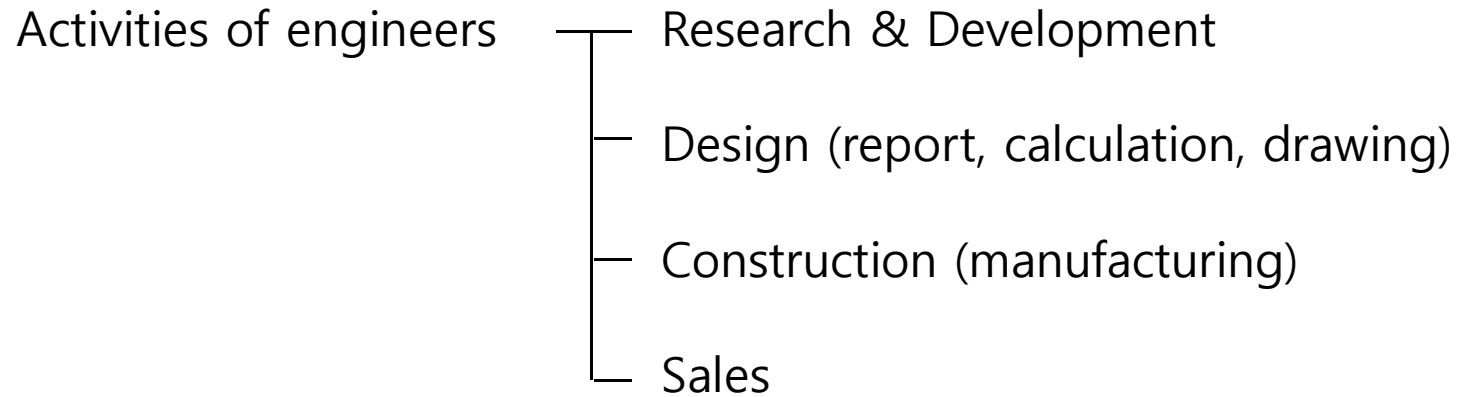 Activities of engineers
Research & Development
Design (report, calculation, drawing)
Construction (manufacturing)
Sales